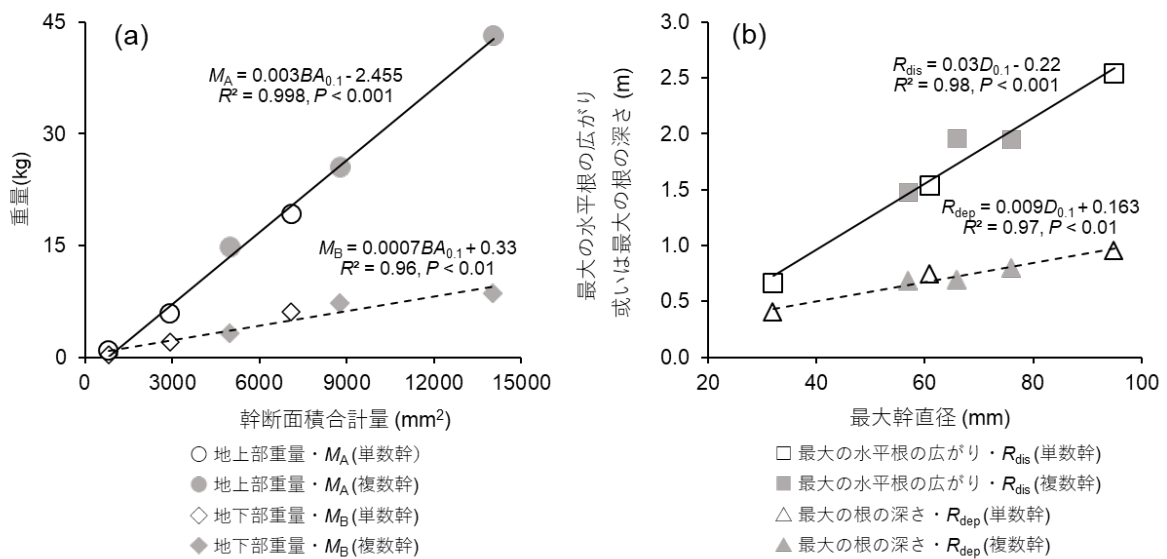 (a)
重量(kg)
45
30
15
0
M_A = 0.003BA_0.1 - 2.455
R² = 0.998, P < 0.001
M_B = 0.0007BA_0.1 + 0.33
R² = 0.96, P < 0.01
0 3000 6000 9000 12000 15000
幹断面積合計量 (mm²)
○ 地上部重量・M_A (単数幹)
● 地上部重量・M_A (複数幹)
◇ 地下部重量・M_B (単数幹)
◆ 地下部重量・M_B (複数幹)
(b)
最大の水平根の広がり
或いは最大の根の深さ (m)
3.0
2.5
2.0
1.5
1.0
0.5
0.0
R_dis = 0.03D_0.1 - 0.22
R² = 0.98, P < 0.001
R_dep = 0.009D_0.1 + 0.163
R² = 0.97, P < 0.01
20 40 60 80 100
最大幹直径 (mm)
□ 最大の水平根の広がり・R_dis (単数幹)
■ 最大の水平根の広がり・R_dis (複数幹)
△ 最大の根の深さ・R_dep (単数幹)
▲ 最大の根の深さ・R_dep (複数幹)